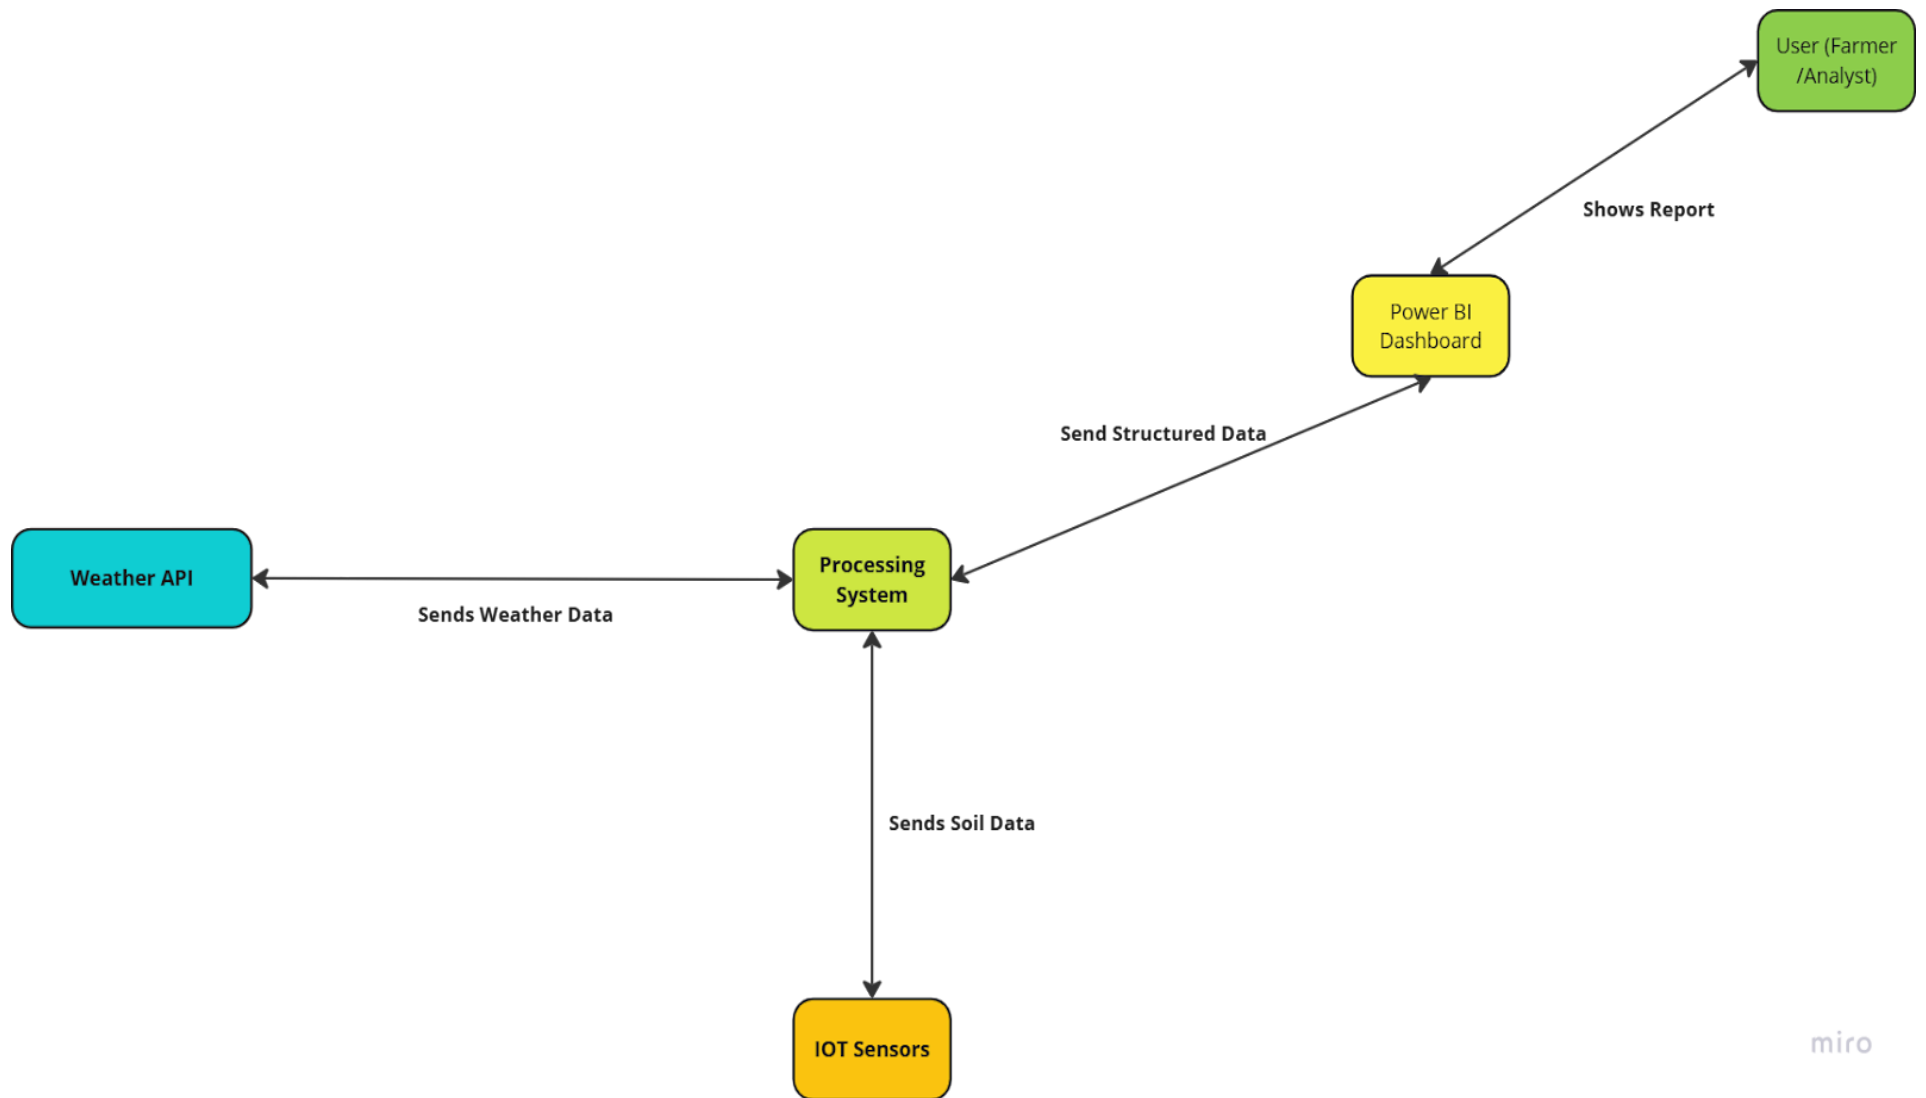 User (Farmer
/Analyst)
Shows Report
Power BI
Dashboard
Send Structured Data
Weather API
Sends Weather Data
Processing
System
Sends Soil Data
IOT Sensors
miro